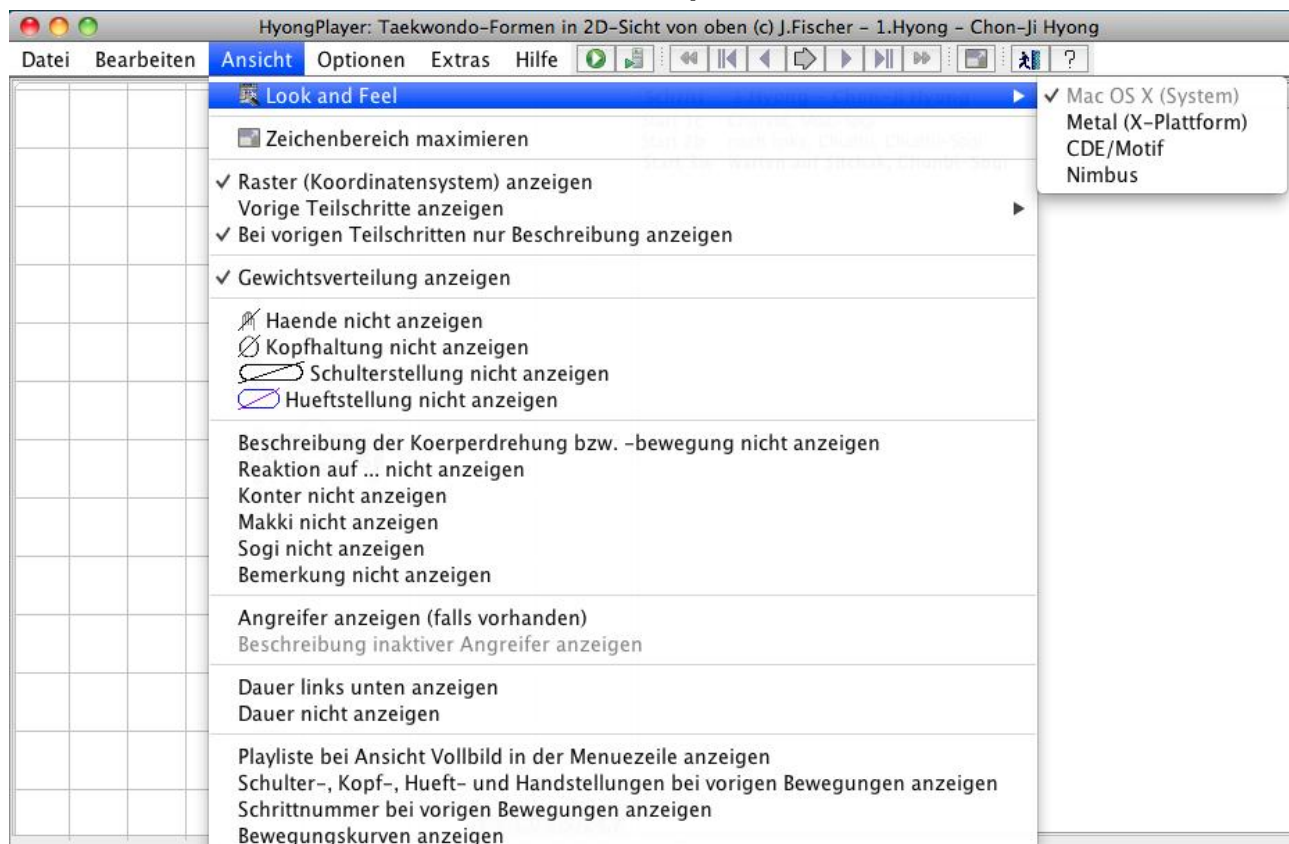 HyongPlayer: Taekwondo-Formen in 2D-Sicht von oben (c) J.Fischer - 1.Hyong - Chon-Ji Hyong
Datei Bearbeiten Ansicht Optionen Extras Hilfe ?
Look and Feel
Mac OS X (System)
Metal (X-Plattform)
CDE/Motif
Nimbus
Zeichenbereich maximieren
Raster (Koordinatensystem) anzeigen
Vorige Teilschritte anzeigen
Bei vorigen Teilschritten nur Beschreibung anzeigen
Gewichtsverteilung anzeigen
Haende nicht anzeigen
Kopfhaltung nicht anzeigen
Schulterstellung nicht anzeigen
Hueftstellung nicht anzeigen
Beschreibung der Koerperdrehung bzw. -bewegung nicht anzeigen
Reaktion auf ... nicht anzeigen
Konter nicht anzeigen
Makki nicht anzeigen
Sogi nicht anzeigen
Bemerkung nicht anzeigen
Angreifer anzeigen (falls vorhanden)
Beschreibung inaktiver Angreifer anzeigen
Dauer links unten anzeigen
Dauer nicht anzeigen
Playliste bei Ansicht Vollbild in der Menuezeile anzeigen
Schulter-, Kopf-, Hueft- und Handstellungen bei vorigen Bewegungen anzeigen
Schrittnummer bei vorigen Bewegungen anzeigen
Bewegungskurven anzeigen